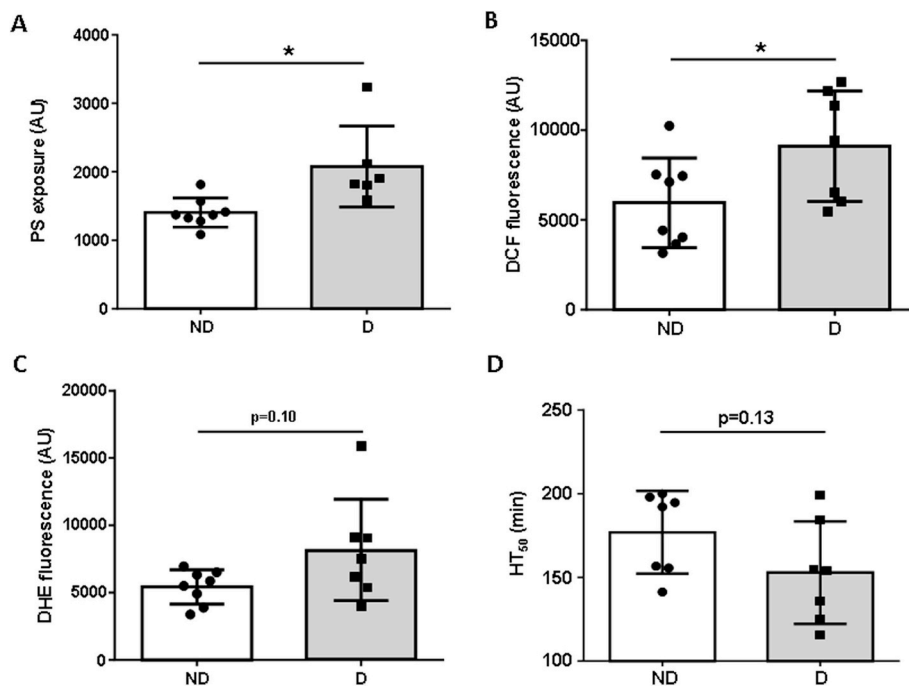 A
*
PS exposure (AU)
4000
3000
2000
1000
0
ND D
B
*
DCF fluorescence (AU)
15000
10000
5000
0
ND D
C
p=0.10
DHE fluorescence (AU)
20000
15000
10000
5000
0
ND D
D
p=0.13
HT₅₀ (min)
250
200
150
100
ND D